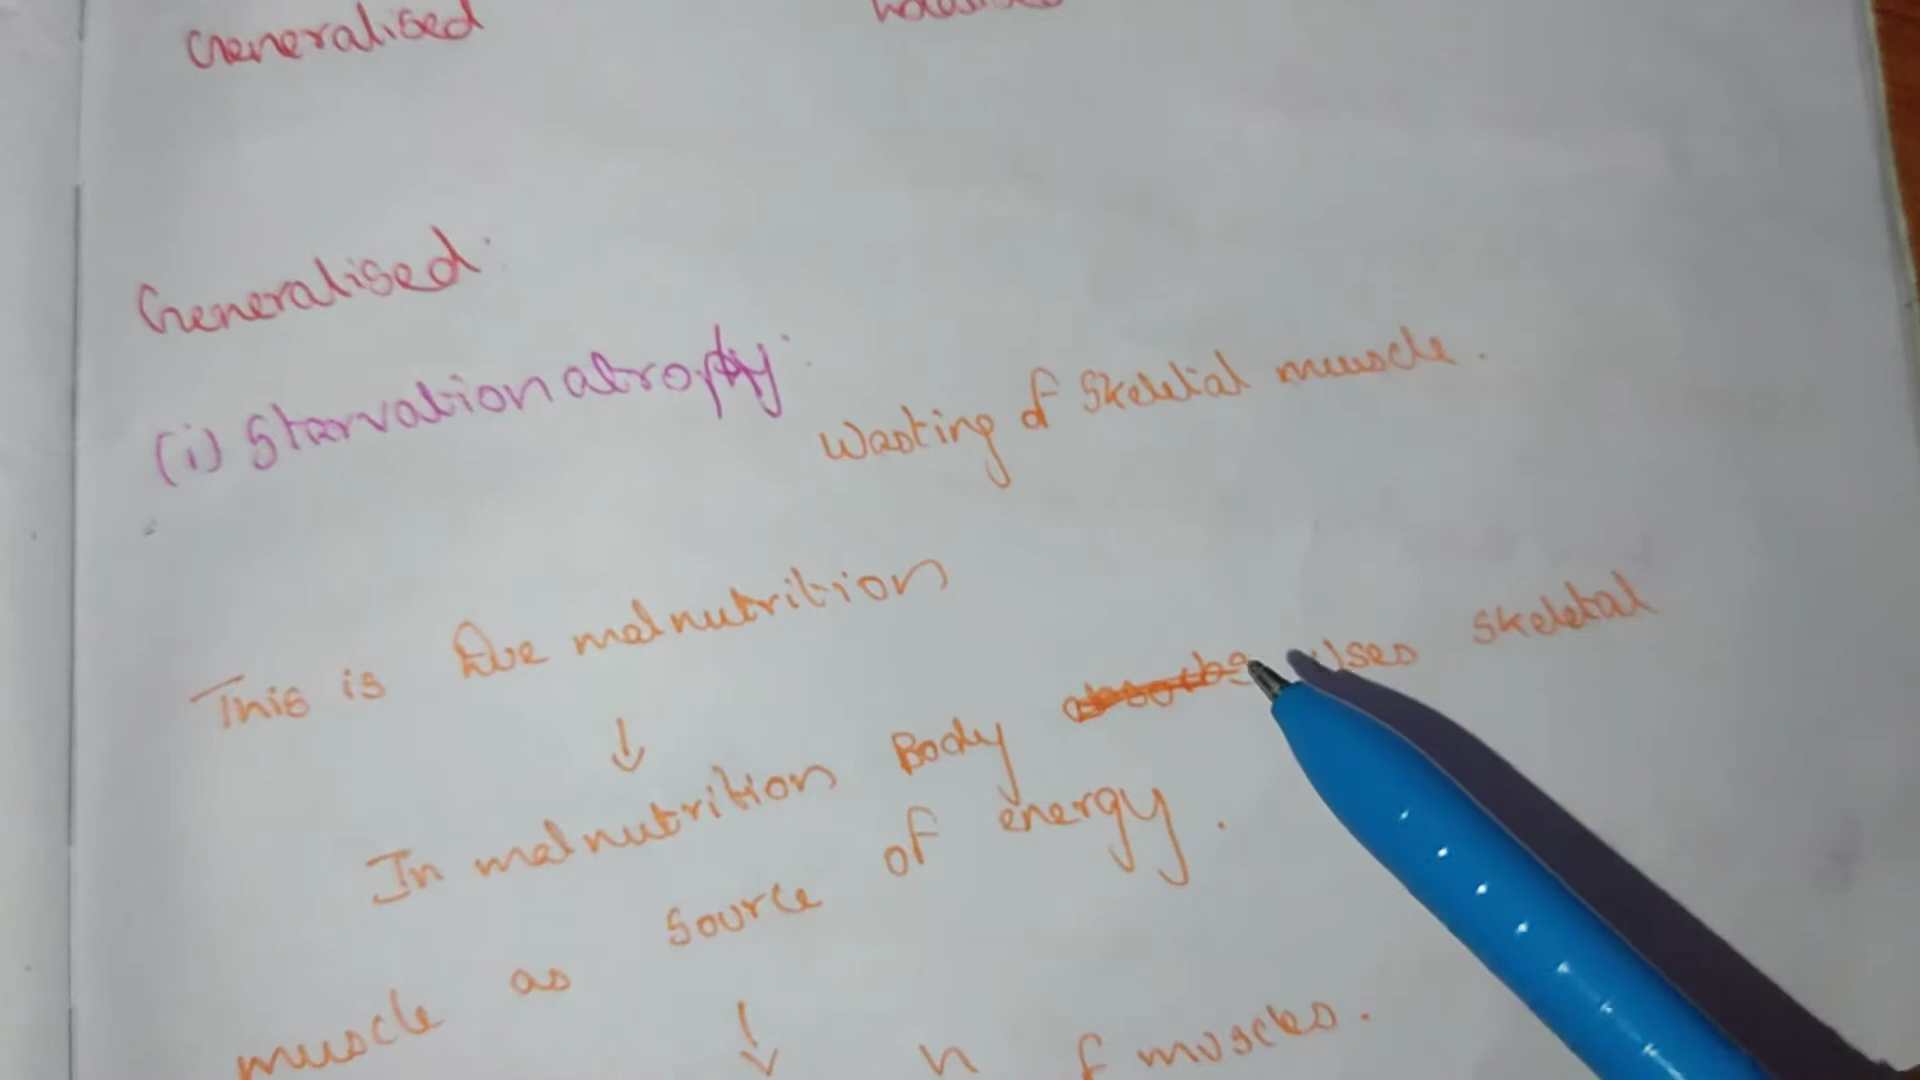 Generalised
Generalised:
(i) Starvation atrophy:
Wasting of Skeletal muscle.
This is Due malnutrition
↓
In malnutrition Body uses skeletal
muscle as source of energy.
↓
muscles.